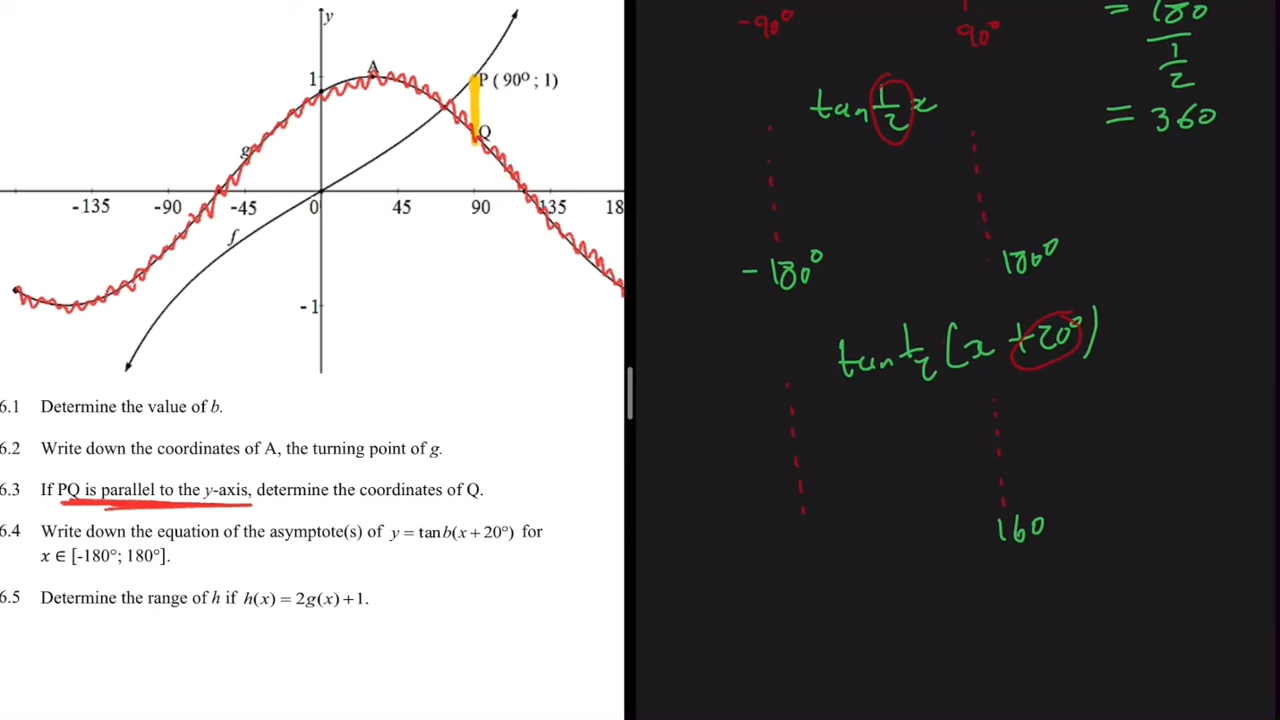 y
A
1
P ( 90º ; 1)
Q
g
-135 -90 -45 0 45 90 135 18
f
- 1
6.1 Determine the value of b.
6.2 Write down the coordinates of A, the turning point of g.
6.3 If PQ is parallel to the y-axis, determine the coordinates of Q.
6.4 Write down the equation of the asymptote(s) of y = tan b(x + 20°) for
x ∈ [-180°; 180°].
6.5 Determine the range of h if h(x) = 2g(x) + 1.
-90° 90°
= 180
1/2
= 360
tan 1/2 x
-180° 180°
tan 1/2 (x + 20°)
160